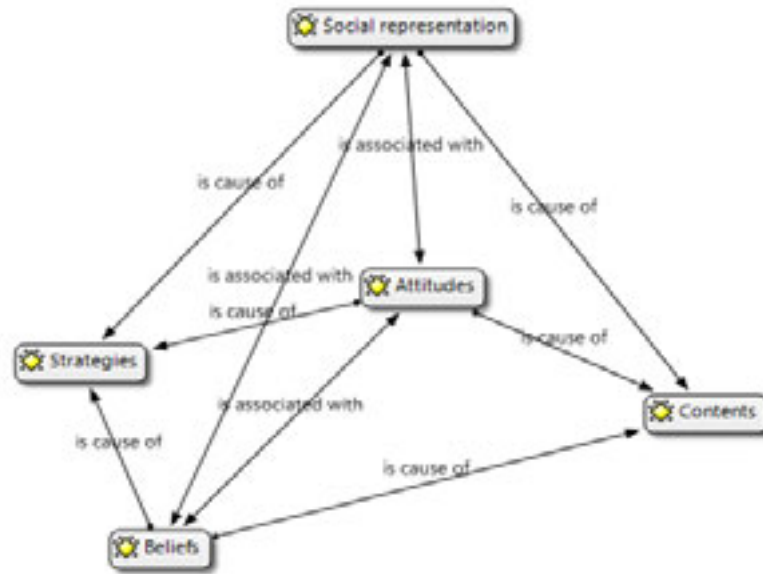 Social representation
is associated with
is cause of
is cause of
is associated with
Attitudes
is cause of
is cause of
Strategies
is associated with
Contents
is cause of
is cause of
Beliefs